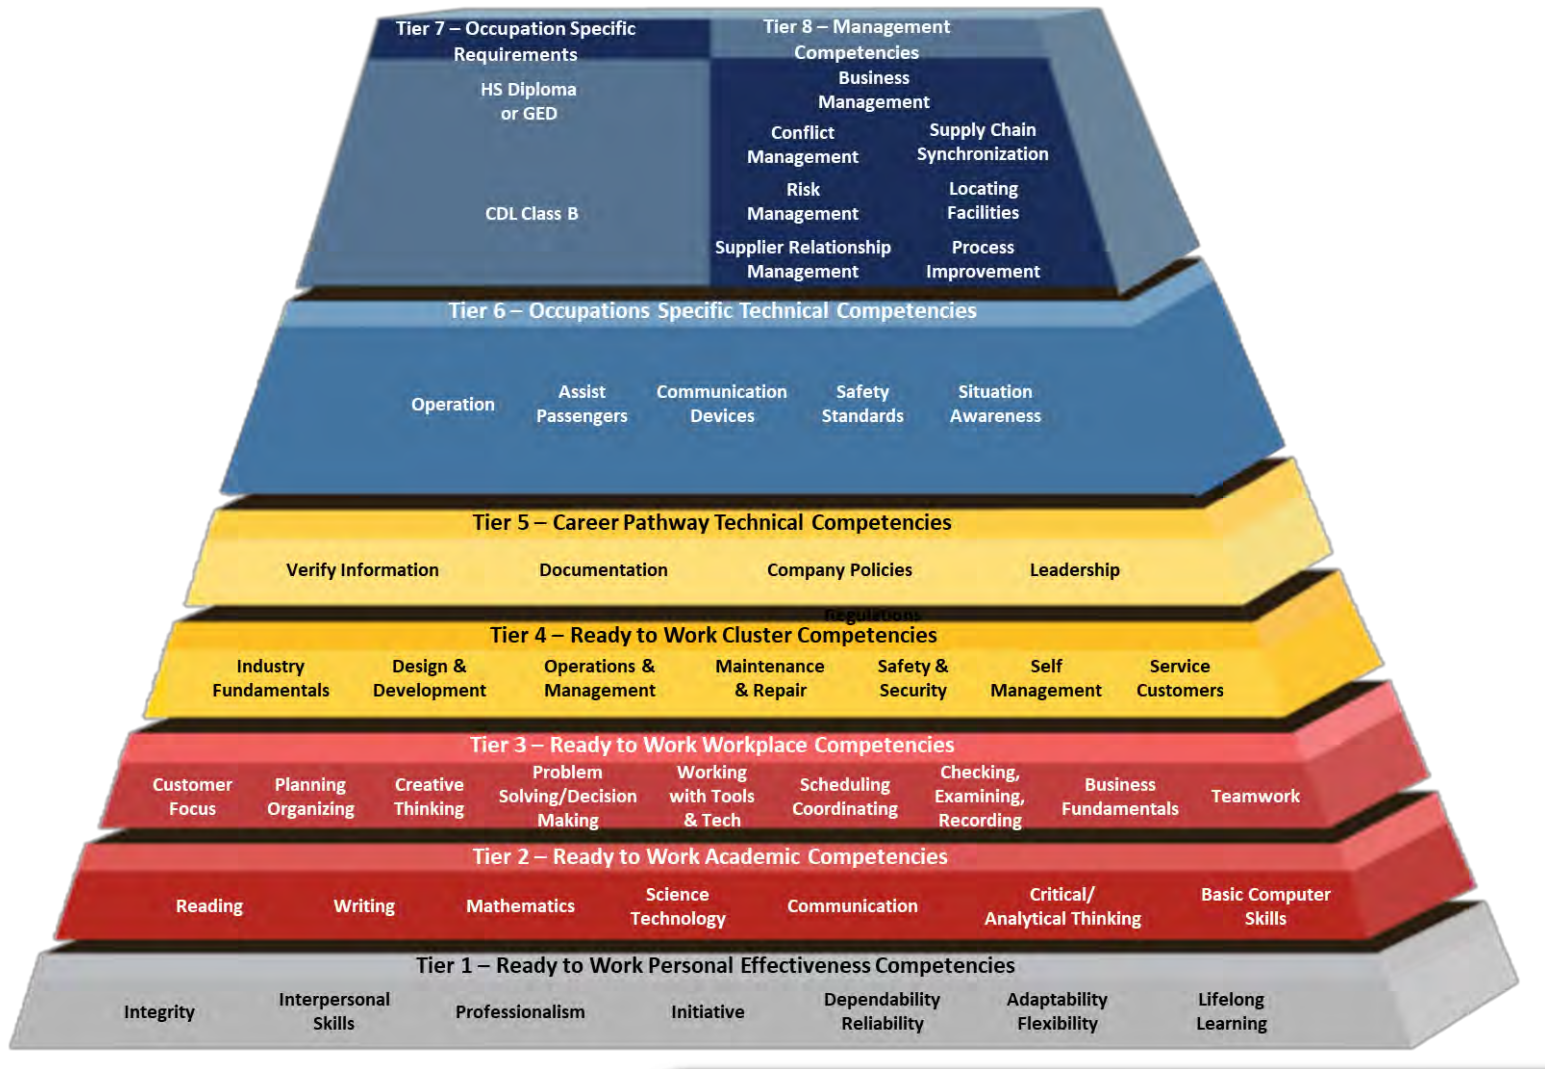 Tier 7 – Occupation Specific
Requirements
HS Diploma
or GED
CDL Class B
Tier 8 – Management
Competencies
Business
Management
Conflict
Management
Supply Chain
Synchronization
Risk
Management
Locating
Facilities
Supplier Relationship
Management
Process
Improvement
Tier 6 – Occupations Specific Technical Competencies
Operation
Assist
Passengers
Communication
Devices
Safety
Standards
Situation
Awareness
Tier 5 – Career Pathway Technical Competencies
Verify Information
Documentation
Company Policies
Leadership
Regulations
Tier 4 – Ready to Work Cluster Competencies
Industry
Fundamentals
Design &
Development
Operations &
Management
Maintenance
& Repair
Safety &
Security
Self
Management
Service
Customers
Tier 3 – Ready to Work Workplace Competencies
Customer
Focus
Planning
Organizing
Creative
Thinking
Problem
Solving/Decision
Making
Working
with Tools
& Tech
Scheduling
Coordinating
Checking,
Examining,
Recording
Business
Fundamentals
Teamwork
Tier 2 – Ready to Work Academic Competencies
Reading
Writing
Mathematics
Science
Technology
Communication
Critical/
Analytical Thinking
Basic Computer
Skills
Tier 1 – Ready to Work Personal Effectiveness Competencies
Integrity
Interpersonal
Skills
Professionalism
Initiative
Dependability
Reliability
Adaptability
Flexibility
Lifelong
Learning